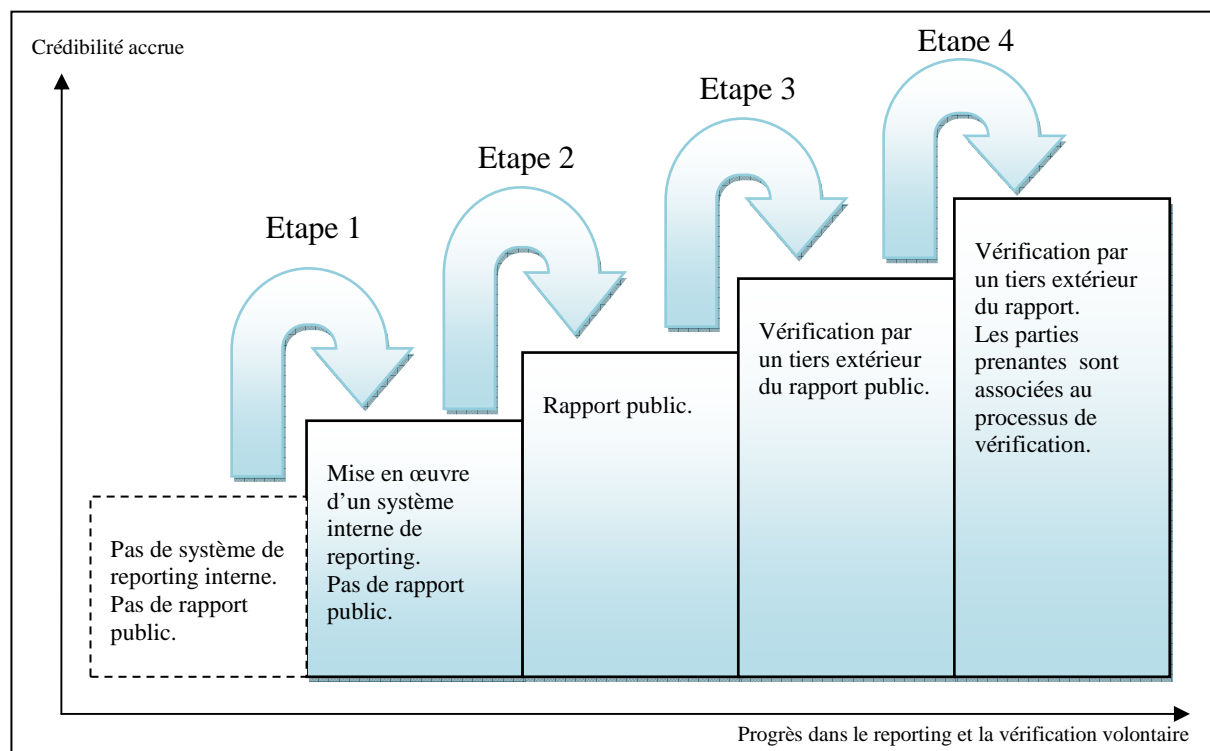 Crédibilité accrue
Etape 4
Etape 3
Etape 2
Etape 1
Pas de système de
reporting interne.
Pas de rapport
public.
Mise en œuvre
d'un système
interne de
reporting.
Pas de rapport
public.
Rapport public.
Vérification par
un tiers extérieur
du rapport public.
Vérification par
un tiers extérieur
du rapport.
Les parties
prenantes sont
associées au
processus de
vérification.
Progrès dans le reporting et la vérification volontaire